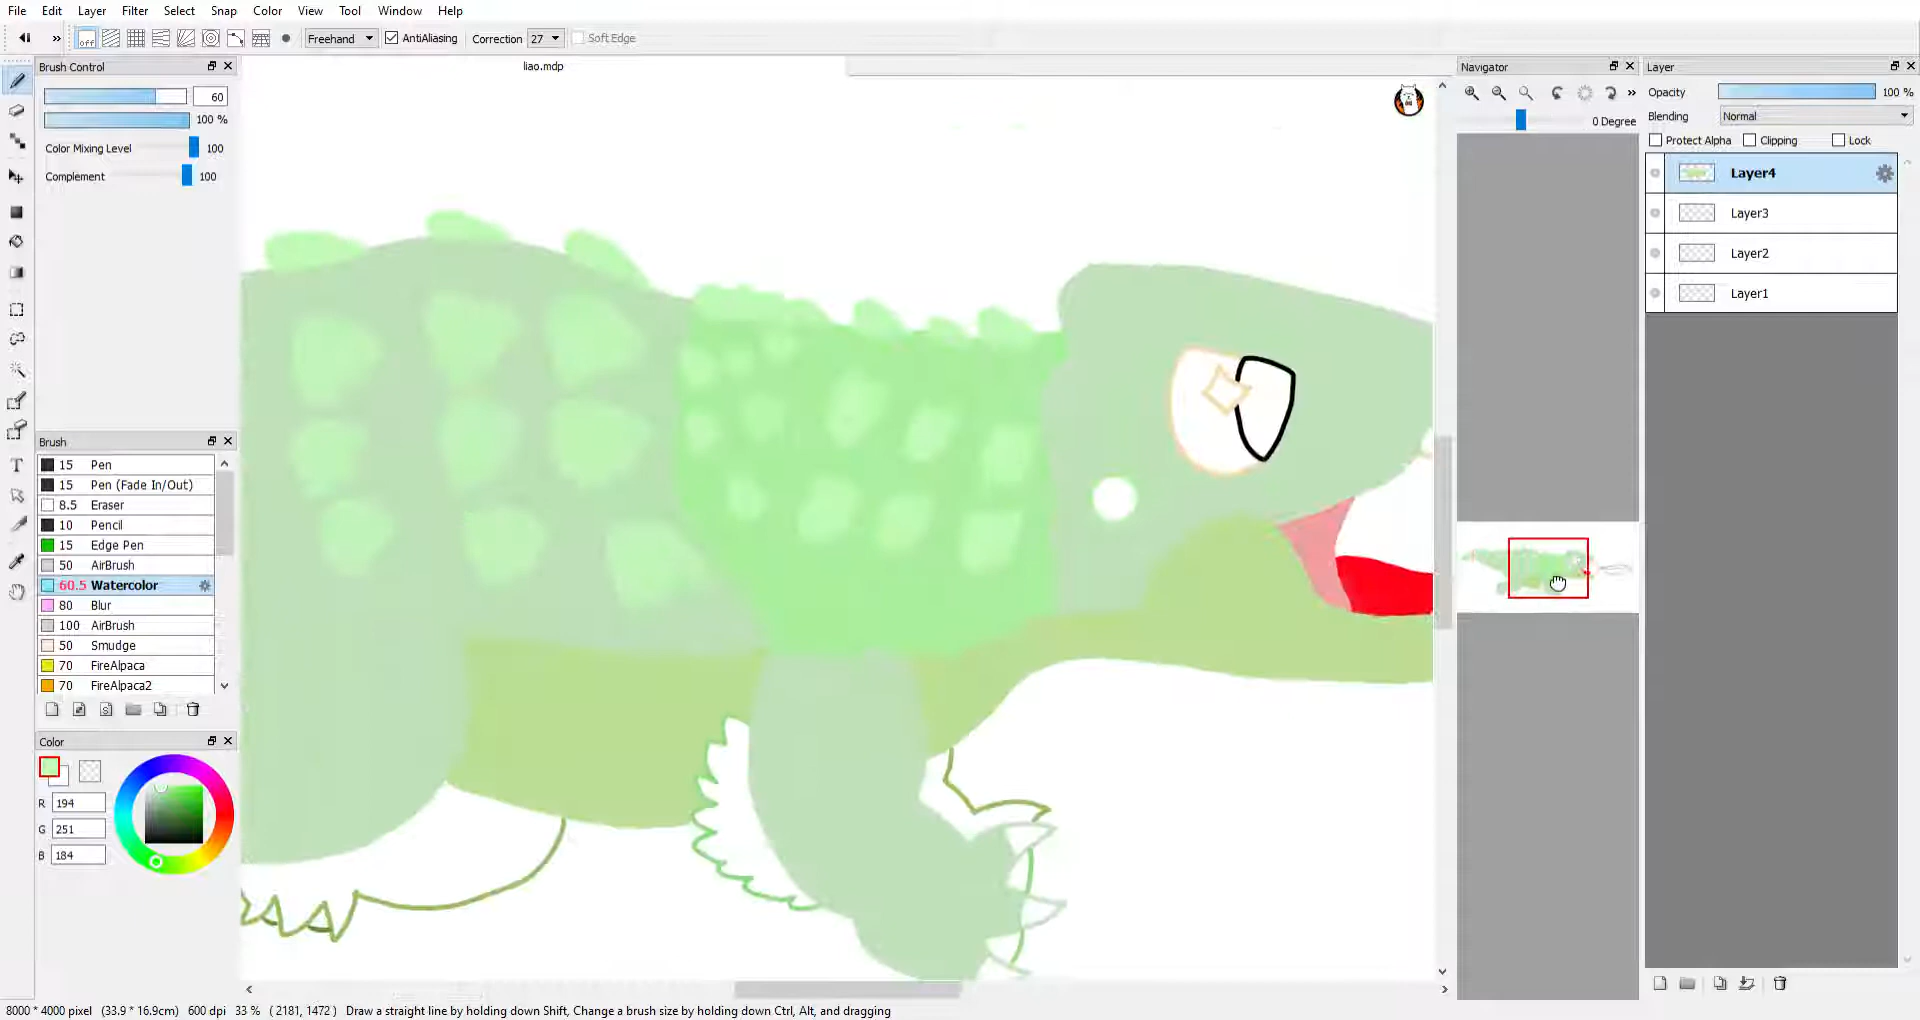 File Edit Layer Filter Select Snap Color View Tool Window Help
off Freehand AntiAliasing Correction 27 Soft Edge
Brush Control
liao.mdp
Navigator
Layer
60
100 %
Color Mixing Level 100
Complement 100
0 Degree
Opacity 100 %
Blending Normal
Protect Alpha Clipping Lock
Layer4
Layer3
Layer2
Layer1
Brush
15 Pen
15 Pen (Fade In/Out)
8.5 Eraser
10 Pencil
15 Edge Pen
50 AirBrush
60.5 Watercolor
80 Blur
100 AirBrush
50 Smudge
70 FireAlpaca
70 FireAlpaca2
Color
R 194
G 251
B 184
8000 * 4000 pixel (33.9 * 16.9cm) 600 dpi 33 % ( 2181, 1472 ) Draw a straight line by holding down Shift, Change a brush size by holding down Ctrl, Alt, and dragging